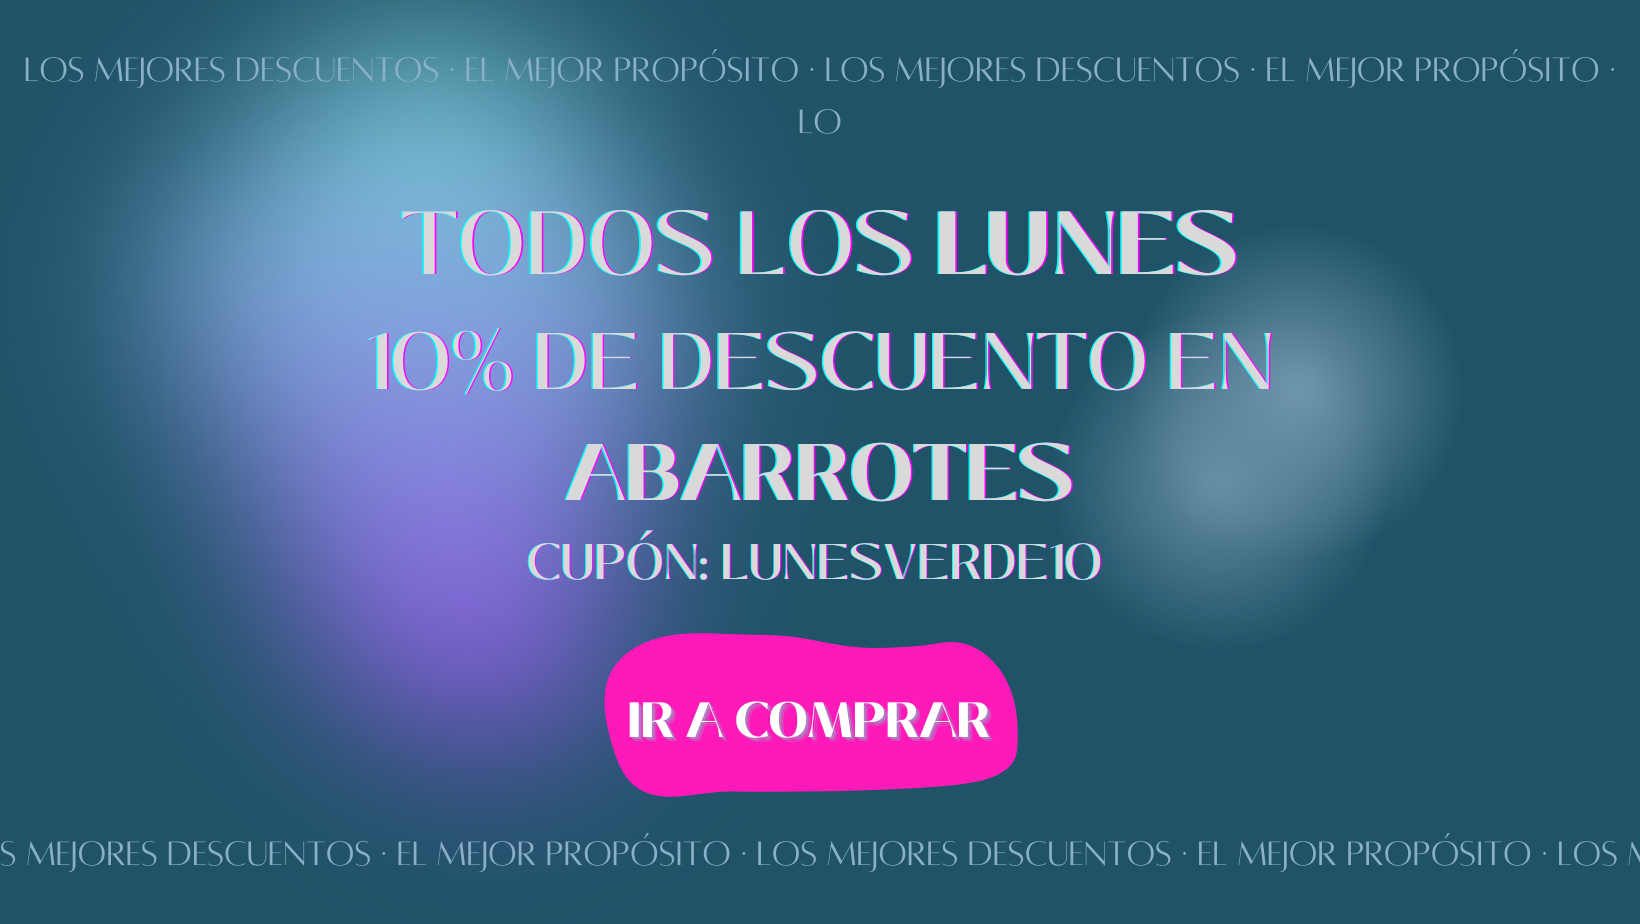 LOS MEJORES DESCUENTOS · EL MEJOR PROPÓSITO · LOS MEJORES DESCUENTOS · EL MEJOR PROPÓSITO ·
LO
TODOS LOS LUNES
10% DE DESCUENTO EN
ABARROTES
CUPÓN: LUNESVERDE10
IR A COMPRAR
S MEJORES DESCUENTOS · EL MEJOR PROPÓSITO · LOS MEJORES DESCUENTOS · EL MEJOR PROPÓSITO · LOS M